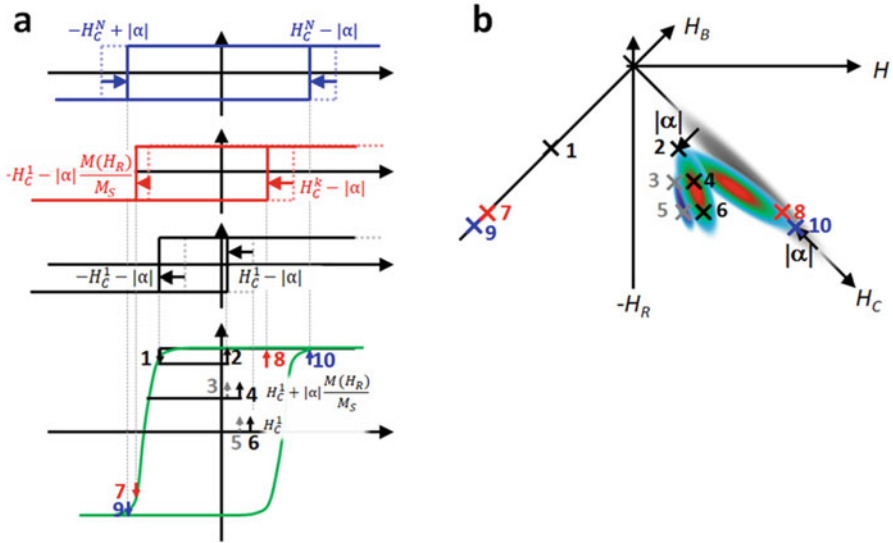 a
-H_C^N + |α|
H_C^N - |α|
-H_C^1 - |α| M(H_R)/M_S
H_C^k - |α|
-H_C^1 - |α|
H_C^1 - |α|
1
2
8
10
3
4
H_C^1 + |α| M(H_R)/M_S
5
6
H_C^1
7
9
b
H_B
H
|α|
2
1
3
4
5
6
7
8
9
10
|α|
-H_R
H_C